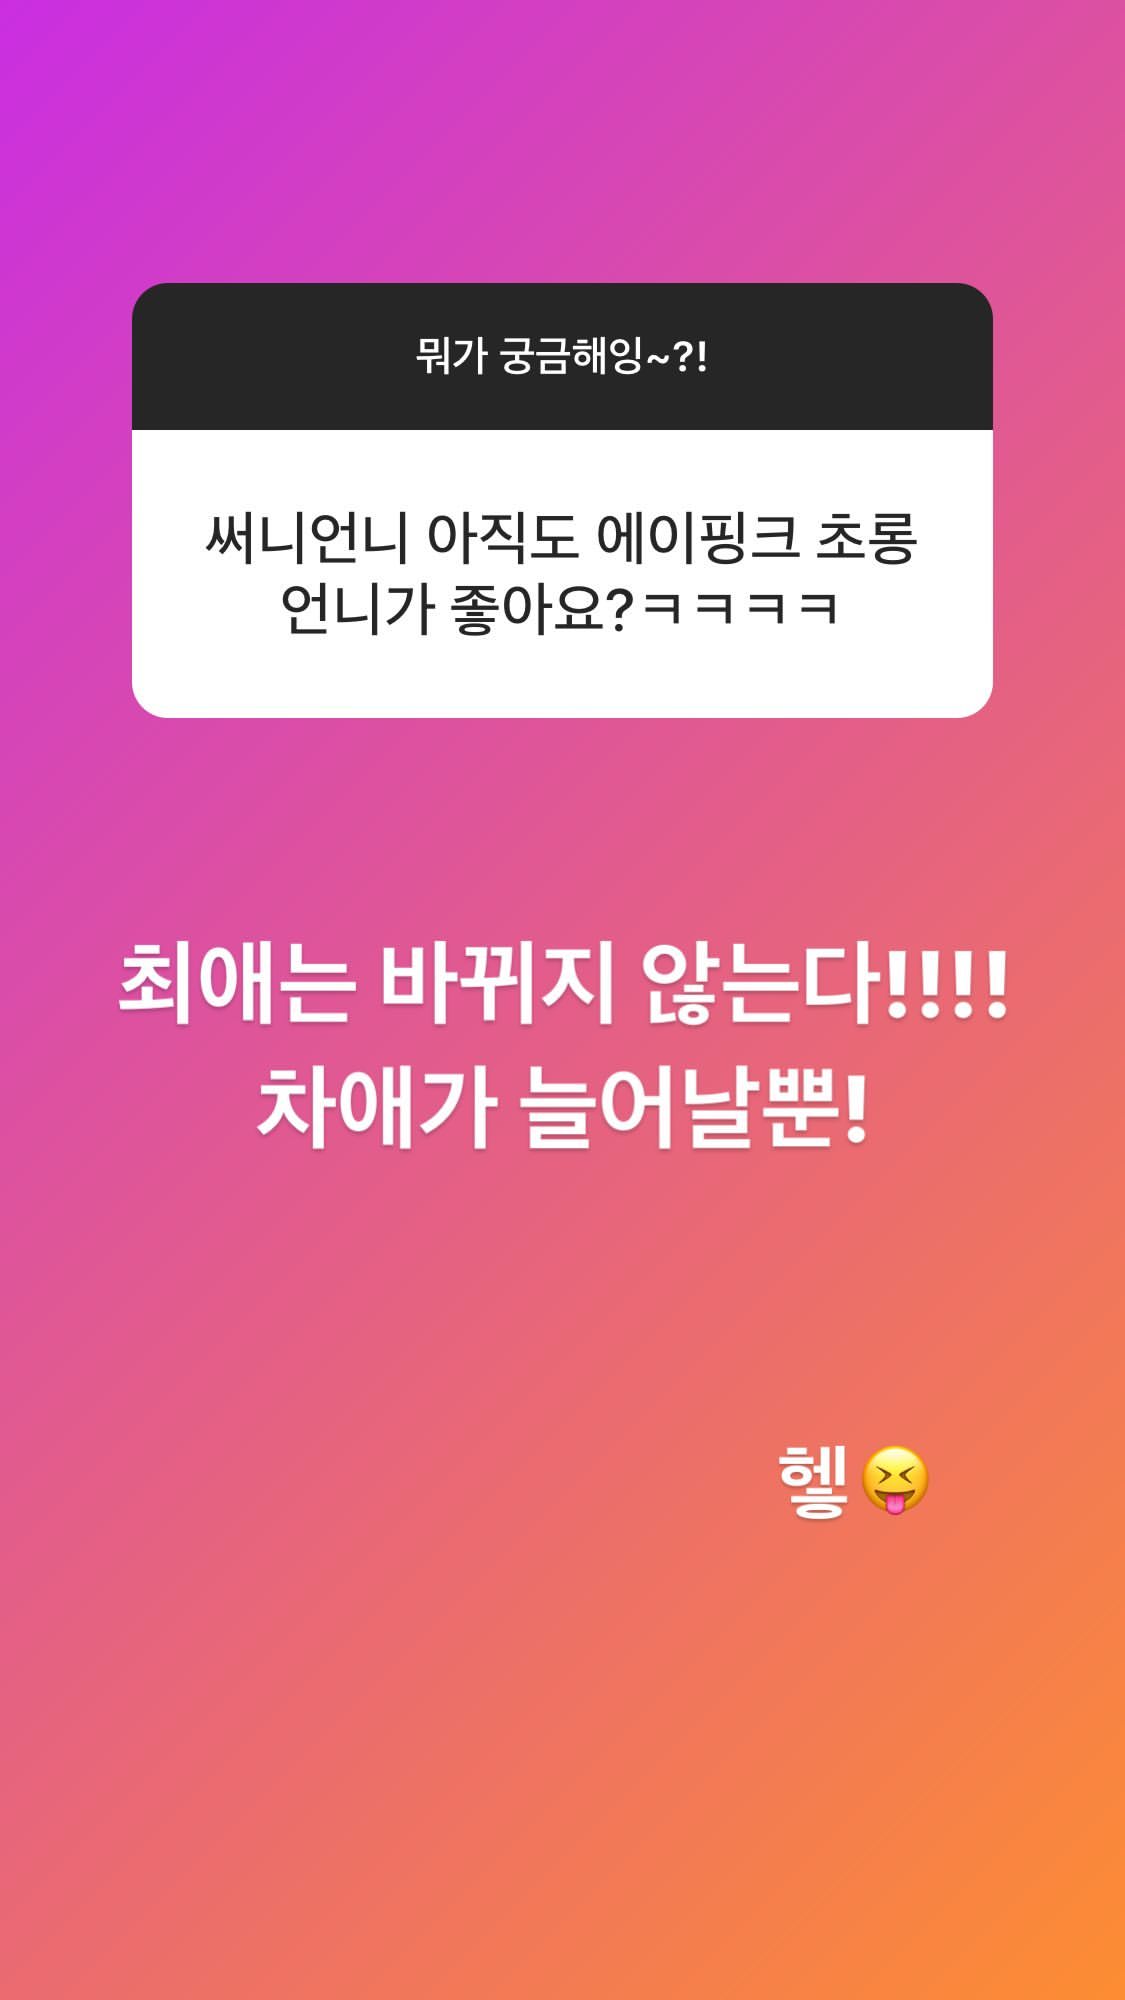 뭐가 궁금해잉~?!
써니언니 아직도 에이핑크 초롱
언니가 좋아요?ㅋㅋㅋㅋ
최애는 바뀌지 않는다!!!!
차애가 늘어날뿐!
헿😝